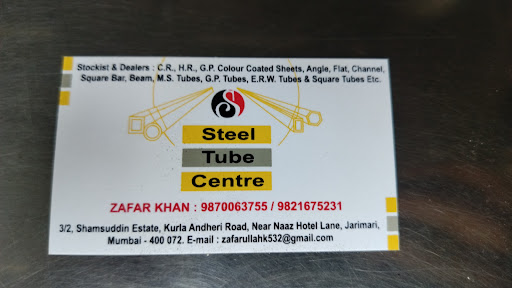 Stockist & Dealers : C.R., H.R., G.P. Colour Coated Sheets, Angle, Flat, Channel,
Square Bar, Beam, M.S. Tubes, G.P. Tubes, E.R.W. Tubes & Square Tubes Etc.
Steel
Tube
Centre
ZAFAR KHAN : 9870063755 / 9821675231
3/2, Shamsuddin Estate, Kurla Andheri Road, Near Naaz Hotel Lane, Jarimari,
Mumbai - 400 072. E-mail : zafarullahk532@gmail.com